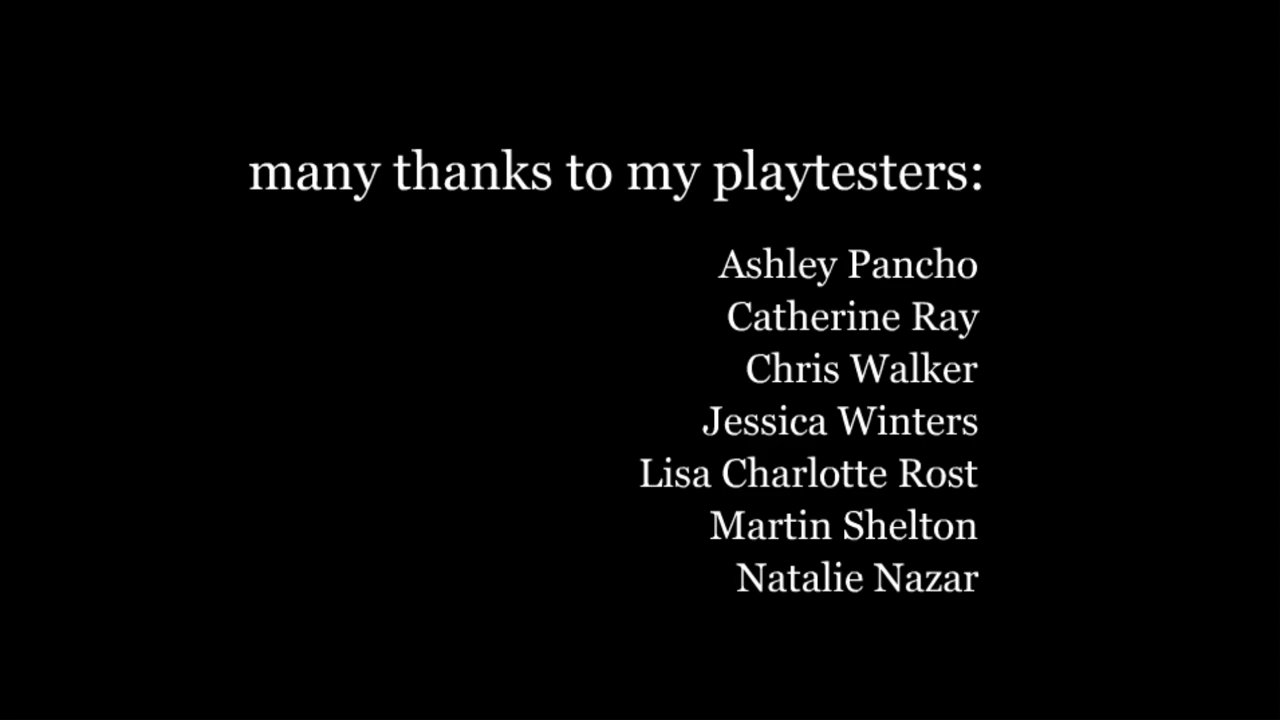 many thanks to my playtesters:
Ashley Pancho
Catherine Ray
Chris Walker
Jessica Winters
Lisa Charlotte Rost
Martin Shelton
Natalie Nazar